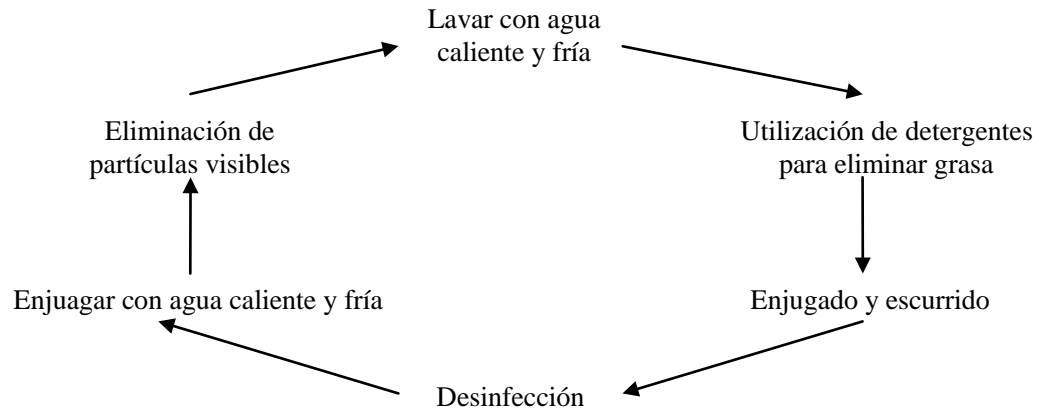 Lavar con agua
caliente y fría
Eliminación de
partículas visibles
Utilización de detergentes
para eliminar grasa
Enjuagar con agua caliente y fría
Enjugado y escurrido
Desinfección